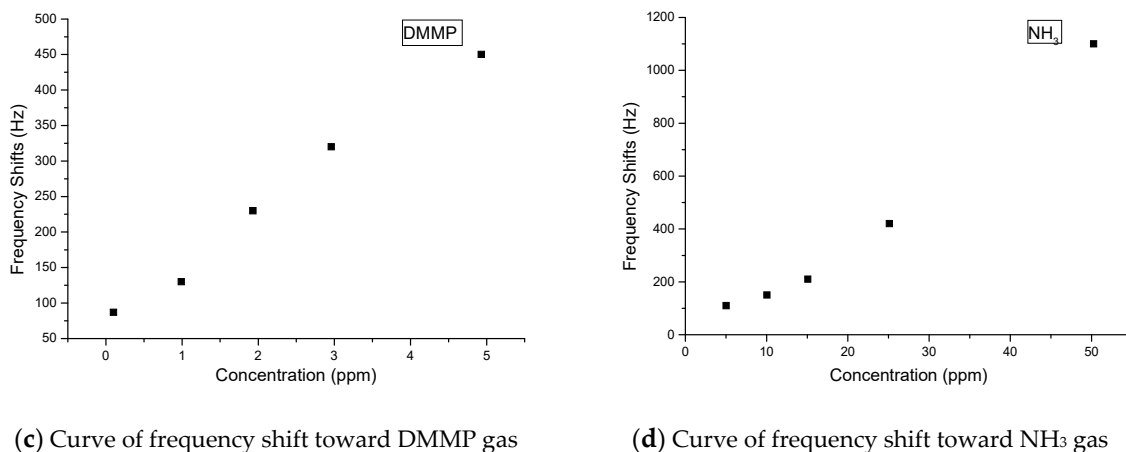 DMMP
500
450
400
350
300
250
200
150
100
50
Frequency Shifts (Hz)
0 1 2 3 4 5
Concentration (ppm)
(c) Curve of frequency shift toward DMMP gas
NH₃
1200
1000
800
600
400
200
0
Frequency Shifts (Hz)
0 10 20 30 40 50
Concentration (ppm)
(d) Curve of frequency shift toward NH₃ gas